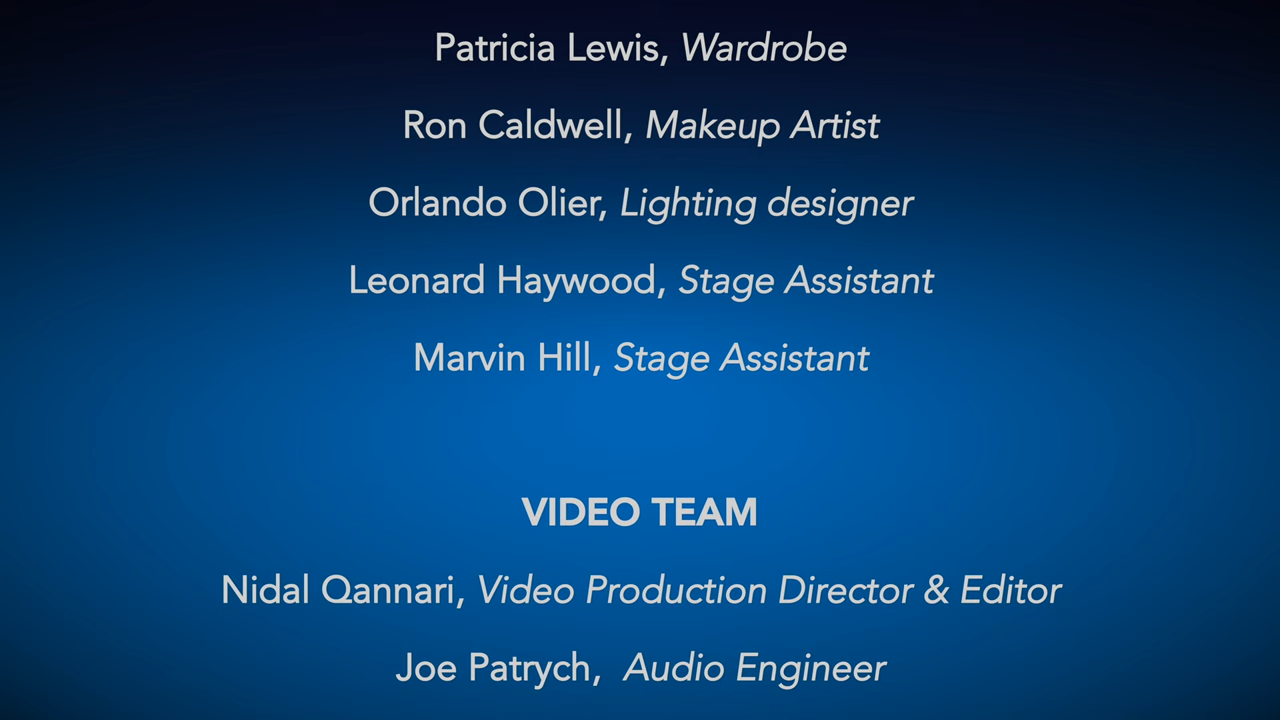 Patricia Lewis, Wardrobe
Ron Caldwell, Makeup Artist
Orlando Olier, Lighting designer
Leonard Haywood, Stage Assistant
Marvin Hill, Stage Assistant
VIDEO TEAM
Nidal Qannari, Video Production Director & Editor
Joe Patrych,  Audio Engineer